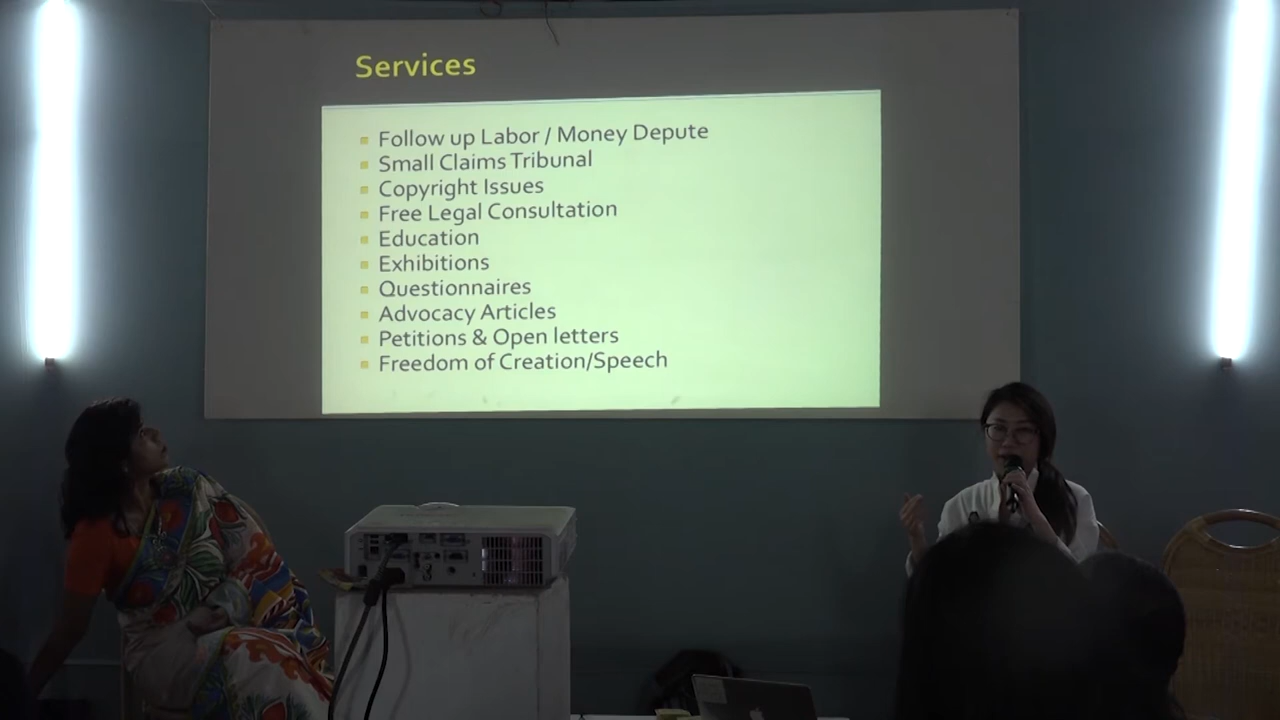 Services
Follow up Labor / Money Depute
Small Claims Tribunal
Copyright Issues
Free Legal Consultation
Education
Exhibitions
Questionnaires
Advocacy Articles
Petitions & Open letters
Freedom of Creation/Speech